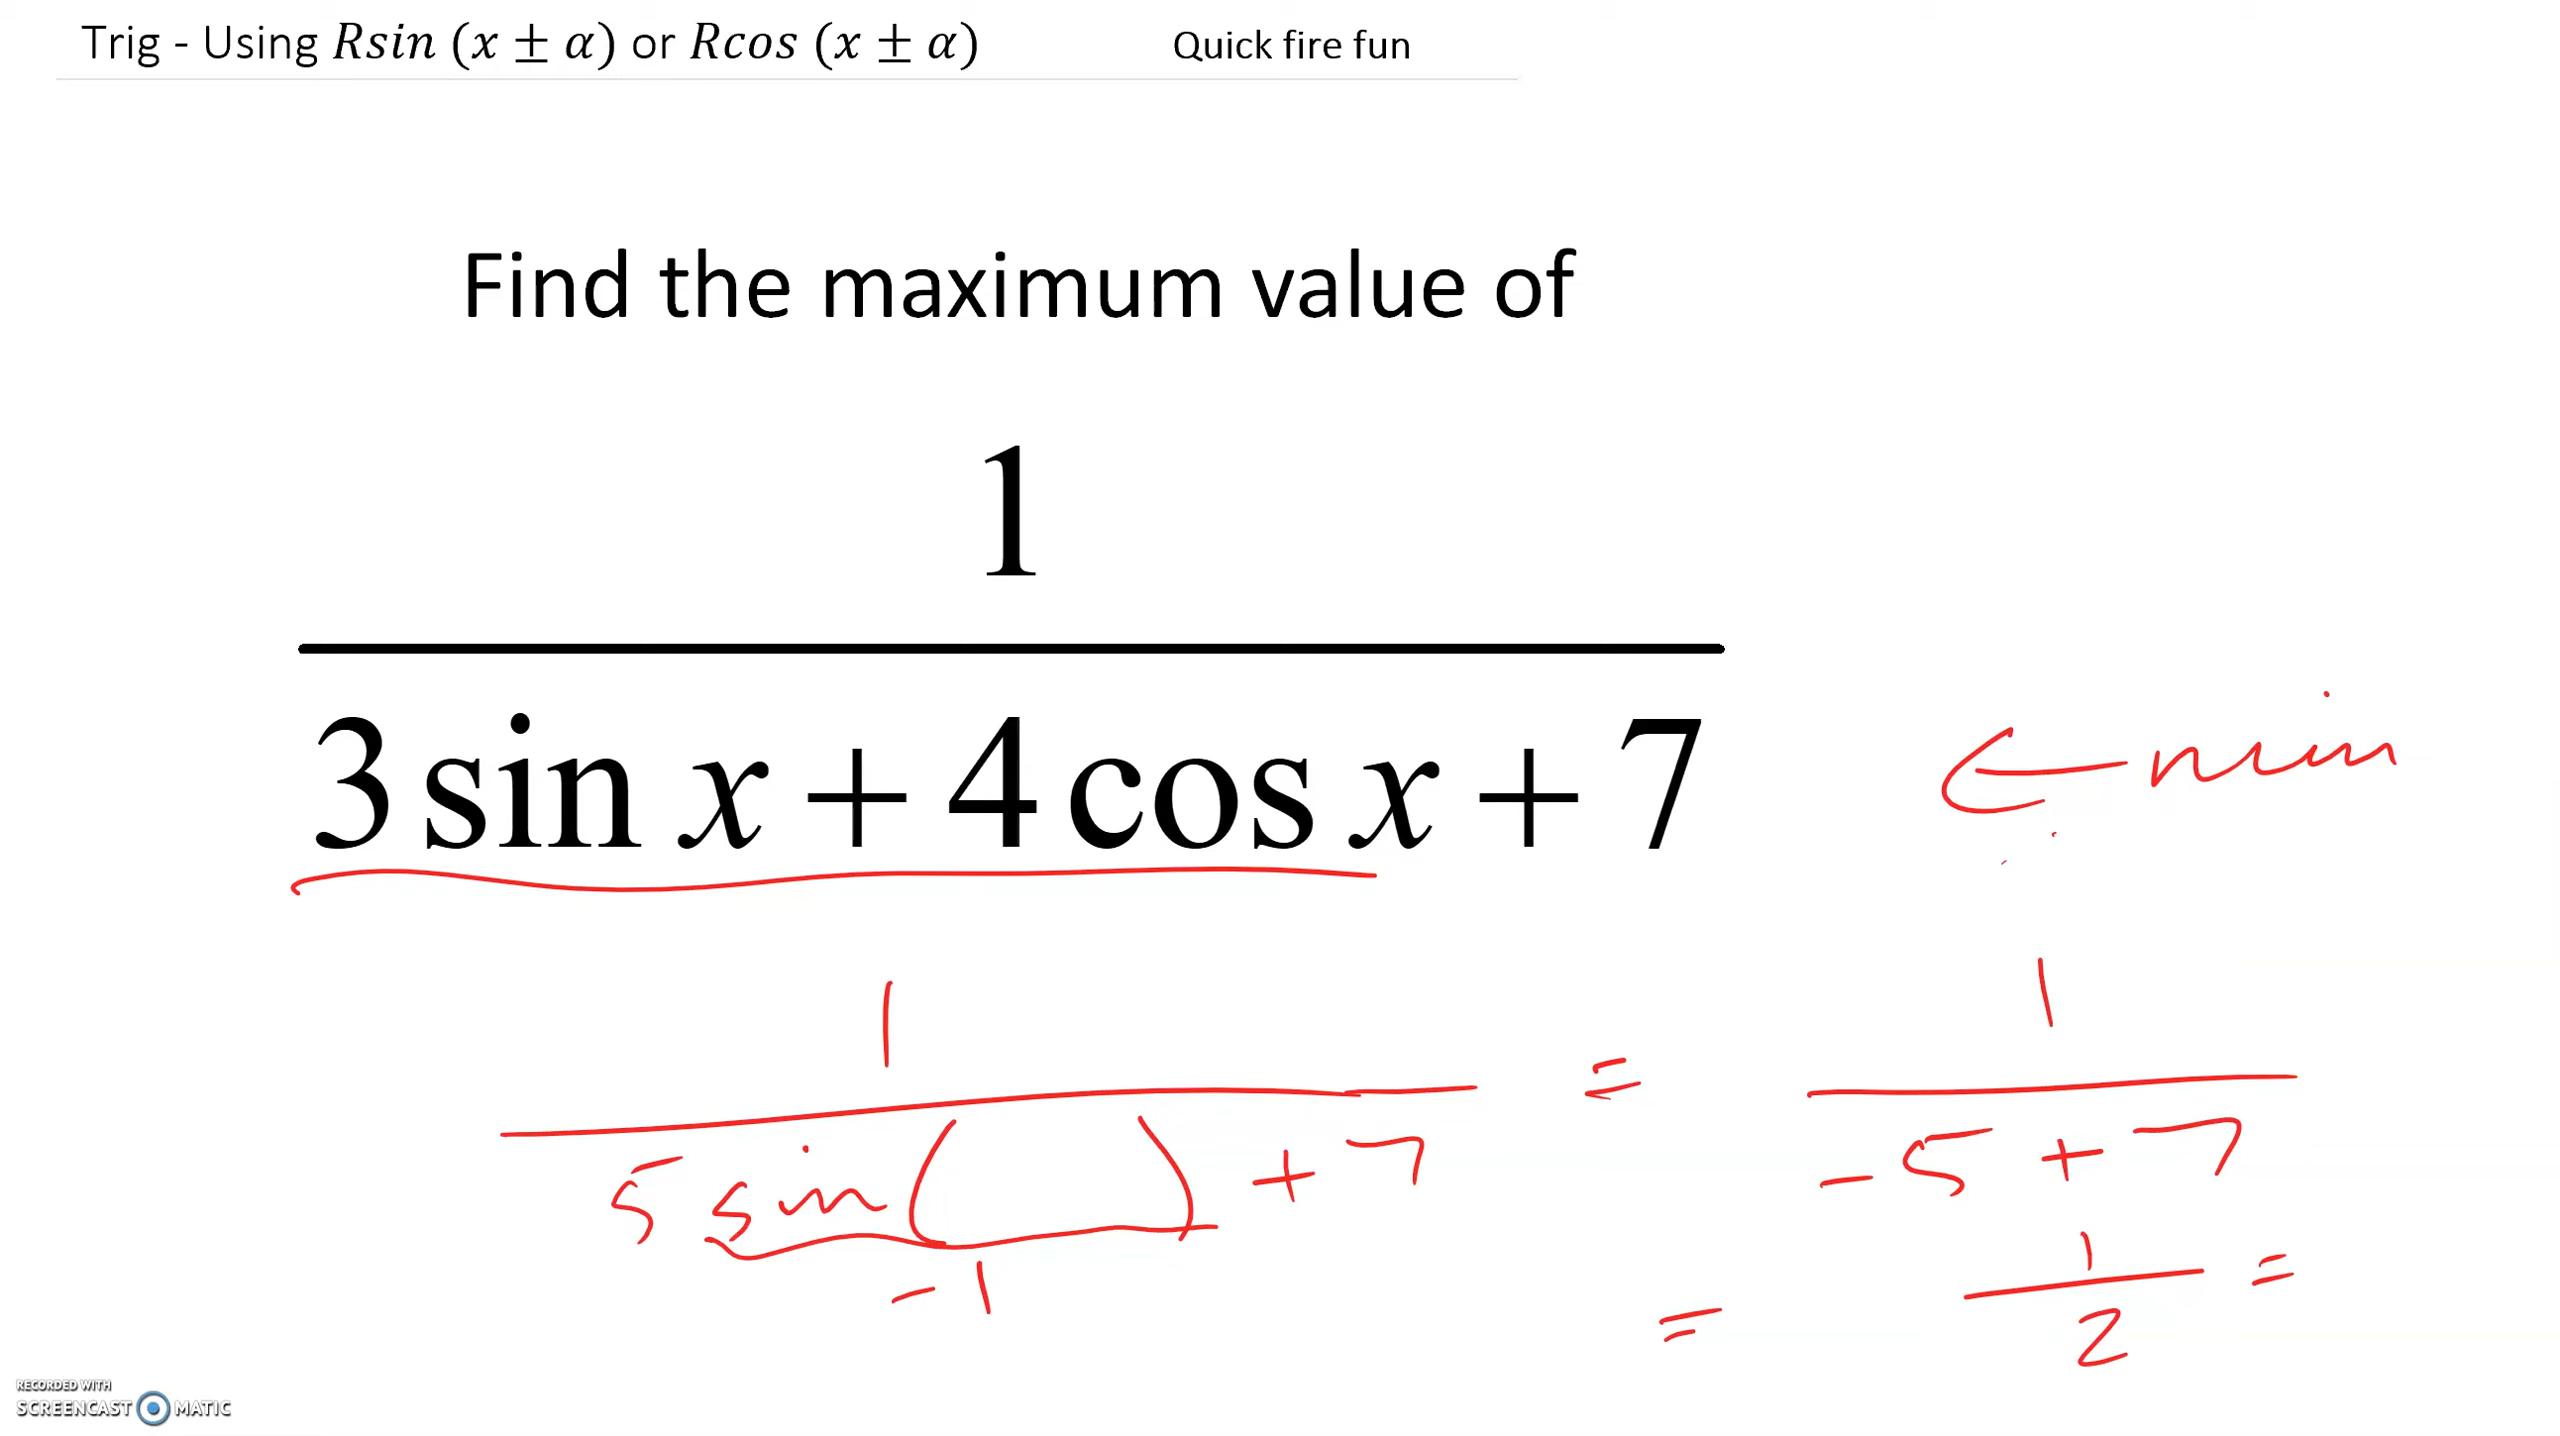 Trig - Using Rsin (x ± α) or Rcos (x ± α) Quick fire fun
Find the maximum value of
1
3 sin x + 4 cos x + 7
← min
1
5 sin( ) + 7
-1
=
1
-5 + 7
= 1/2 =
RECORDED WITH
SCREENCAST MATIC